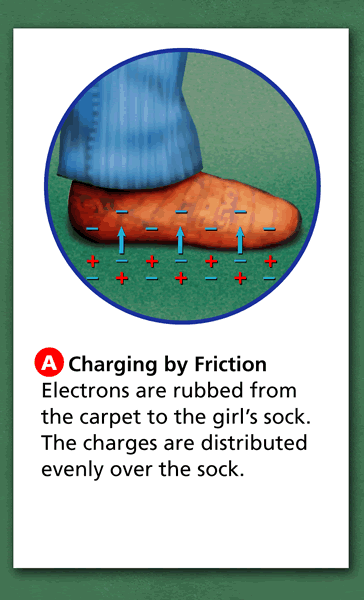 − − −
− −
+ − + − + − +
− + − + − + −
A Charging by Friction
Electrons are rubbed from
the carpet to the girl’s sock.
The charges are distributed
evenly over the sock.